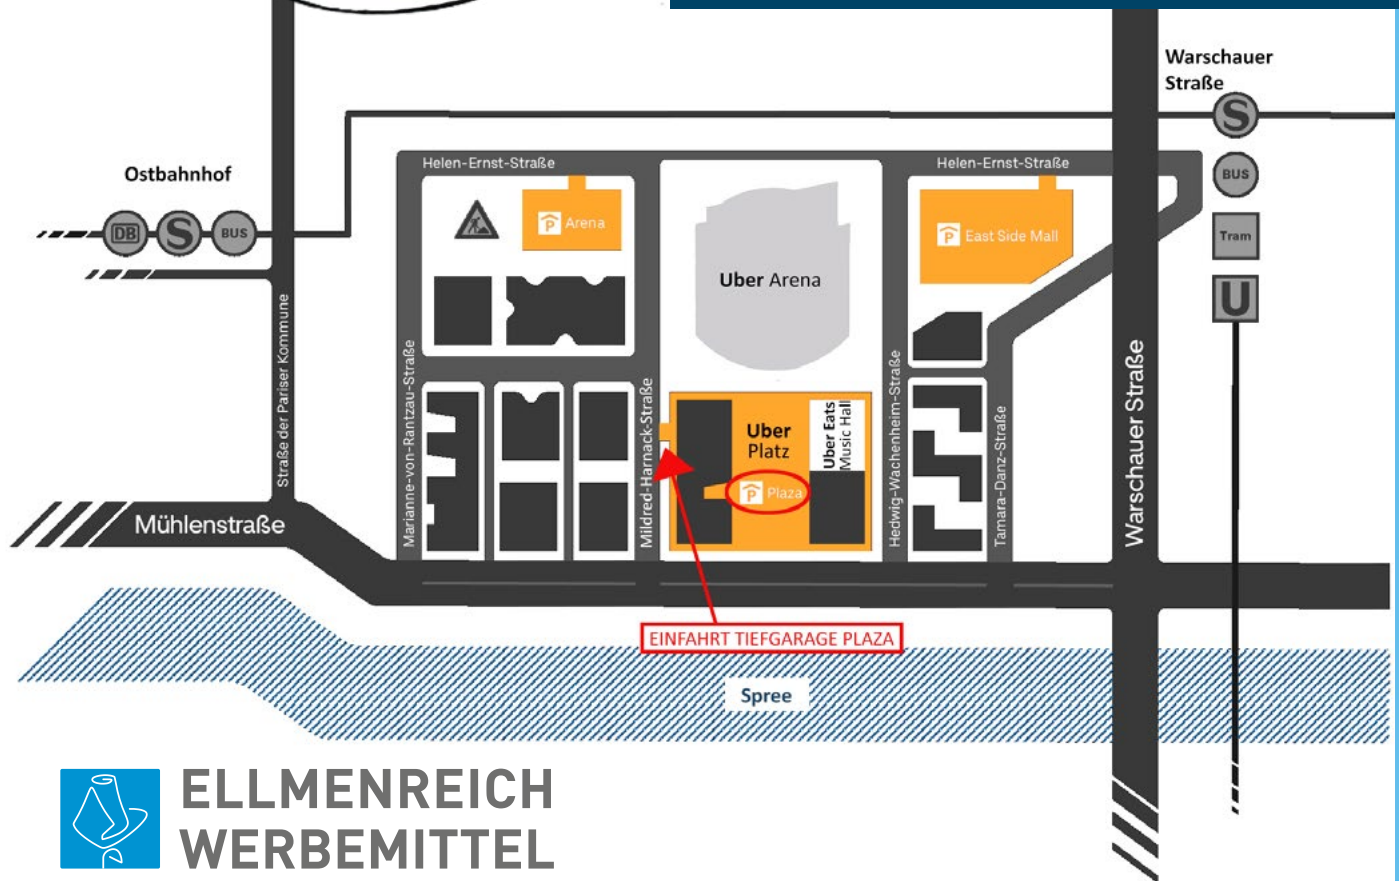 Warschauer
Straße
S
BUS
Tram
U
Ostbahnhof
DB S BUS
Helen-Ernst-Straße
Helen-Ernst-Straße
P Arena
P East Side Mall
Uber Arena
Straße der Pariser Kommune
Marianne-von-Rantzau-Straße
Mildred-Harnack-Straße
Uber
Platz
Uber Eats
Music Hall
P Plaza
Hedwig-Wachenheim-Straße
Tamara-Danz-Straße
Warschauer Straße
Mühlenstraße
EINFAHRT TIEFGARAGE PLAZA
Spree
ELLMENREICH
WERBEMITTEL